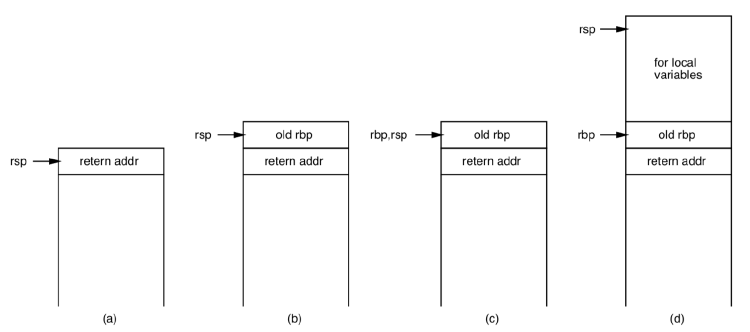 rsp
for local
variables
rsp
old rbp
rbp,rsp
old rbp
rbp
old rbp
rsp
retern addr
retern addr
retern addr
retern addr
(a)
(b)
(c)
(d)